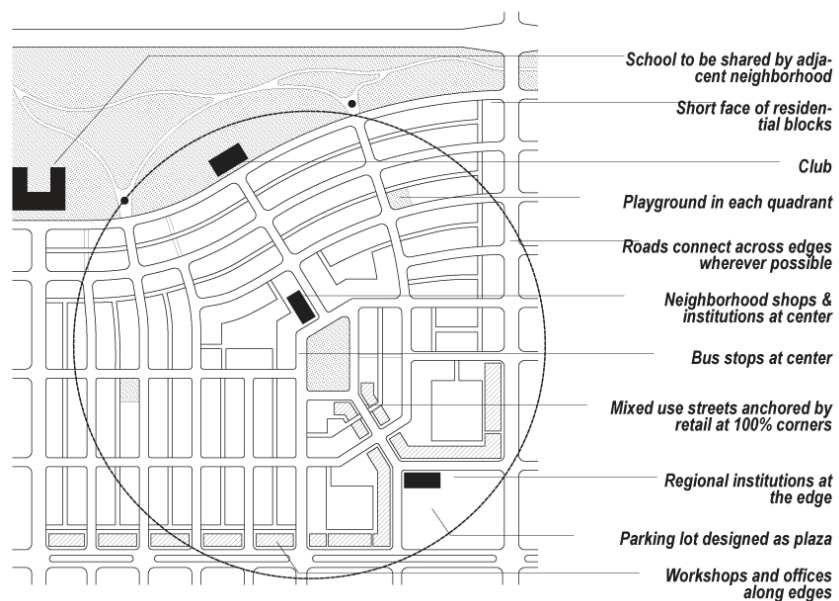 School to be shared by adja-
cent neighborhood
Short face of residen-
tial blocks
Club
Playground in each quadrant
Roads connect across edges
wherever possible
Neighborhood shops &
institutions at center
Bus stops at center
Mixed use streets anchored by
retail at 100% corners
Regional institutions at
the edge
Parking lot designed as plaza
Workshops and offices
along edges